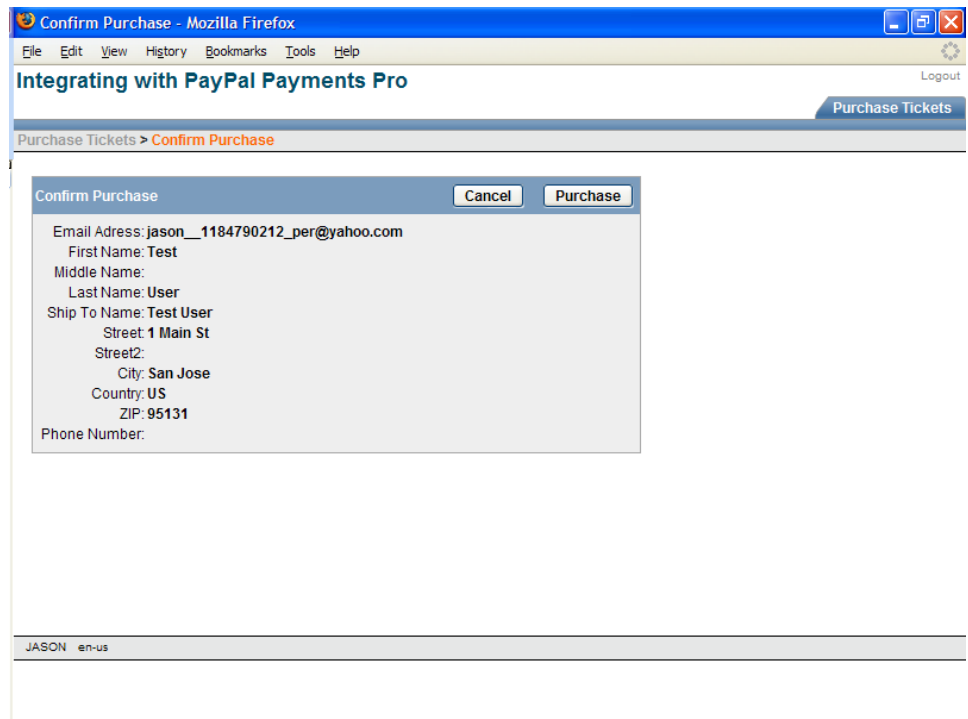 Confirm Purchase - Mozilla Firefox
File Edit View History Bookmarks Tools Help
Integrating with PayPal Payments Pro
Logout
Purchase Tickets
Purchase Tickets > Confirm Purchase
Confirm Purchase Cancel Purchase
Email Adress: jason__1184790212_per@yahoo.com
First Name: Test
Middle Name:
Last Name: User
Ship To Name: Test User
Street: 1 Main St
Street2:
City: San Jose
Country: US
ZIP: 95131
Phone Number:
JASON en-us